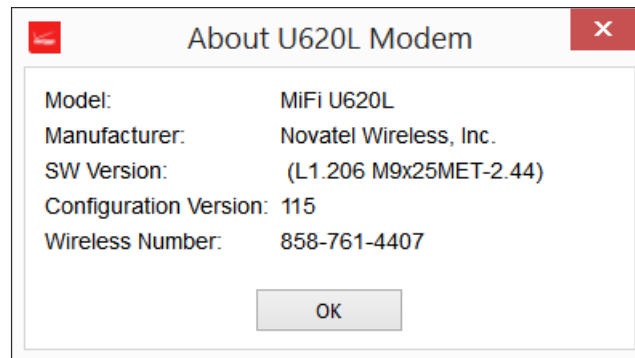 About U620L Modem
Model: MiFi U620L
Manufacturer: Novatel Wireless, Inc.
SW Version: (L1.206 M9x25MET-2.44)
Configuration Version: 115
Wireless Number: 858-761-4407
OK